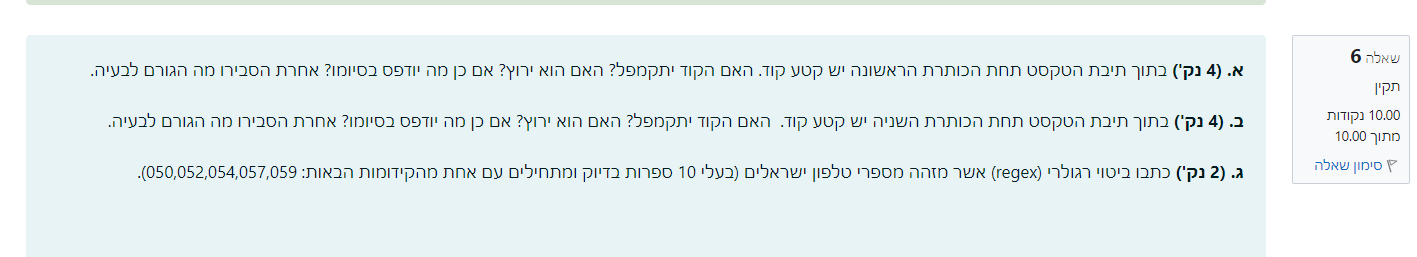 שאלה 6
תקין
10.00 נקודות
מתוך 10.00
סימון שאלה
א. (4 נק') בתוך תיבת הטקסט תחת הכותרת הראשונה יש קטע קוד. האם הקוד יתקמפל? האם הוא ירוץ? אם כן מה יודפס בסיומו? אחרת הסבירו מה הגורם לבעיה.
ב. (4 נק') בתוך תיבת הטקסט תחת הכותרת השניה יש קטע קוד. האם הקוד יתקמפל? האם הוא ירוץ? אם כן מה יודפס בסיומו? אחרת הסבירו מה הגורם לבעיה.
ג. (2 נק') כתבו ביטוי רגולרי (regex) אשר מזהה מספרי טלפון ישראלים (בעלי 10 ספרות בדיוק ומתחילים עם אחת מהקידומות הבאות: 050,052,054,057,059).